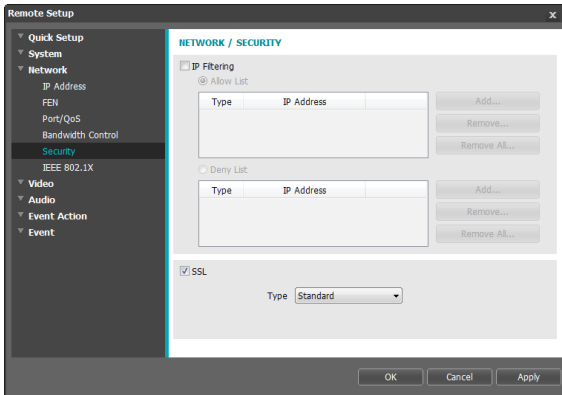 Remote Setup
x
Quick Setup
System
Network
IP Address
FEN
Port/QoS
Bandwidth Control
Security
IEEE 802.1X
Video
Audio
Event Action
Event
NETWORK / SECURITY
IP Filtering
Allow List
Type IP Address
Add...
Remove...
Remove All...
Deny List
Type IP Address
Add...
Remove...
Remove All...
SSL
Type Standard
OK Cancel Apply